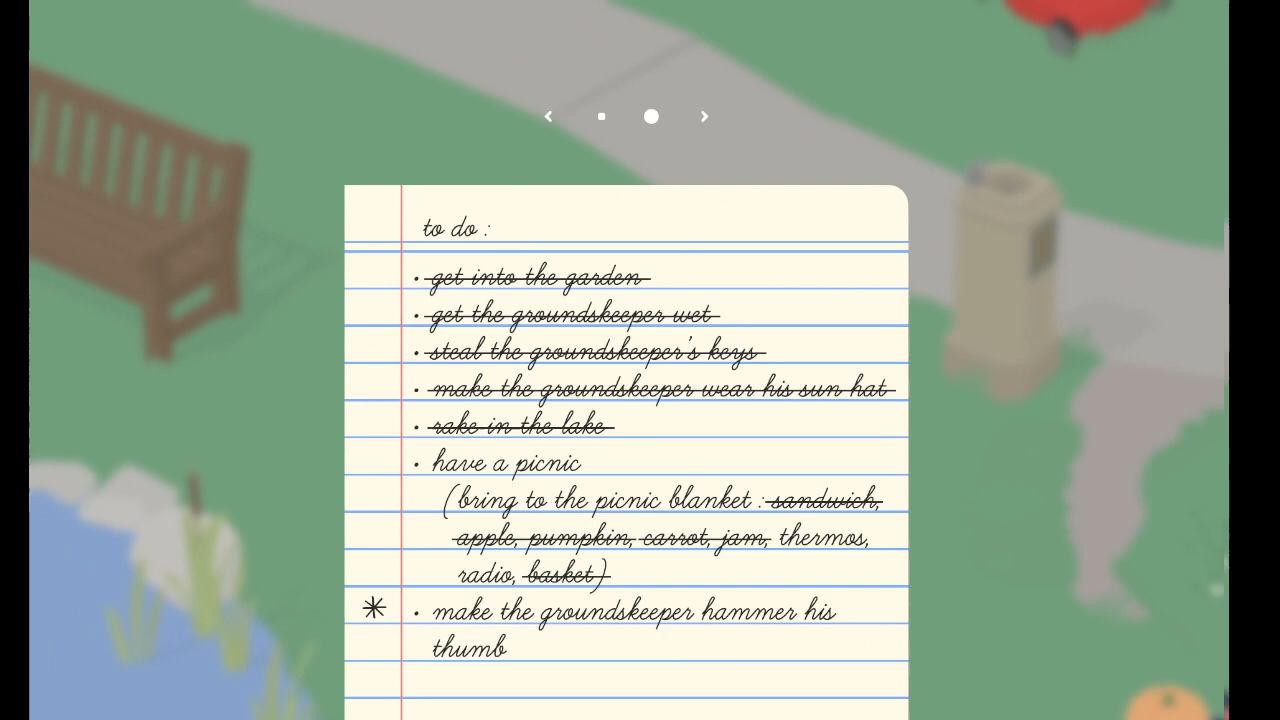 to do :
• get into the garden
• get the groundskeeper wet
• steal the groundskeeper's keys
• make the groundskeeper wear his sun hat
• rake in the lake
• have a picnic
(bring to the picnic blanket : sandwich,
apple, pumpkin, carrot, jam, thermos,
radio, basket)
• make the groundskeeper hammer his
thumb